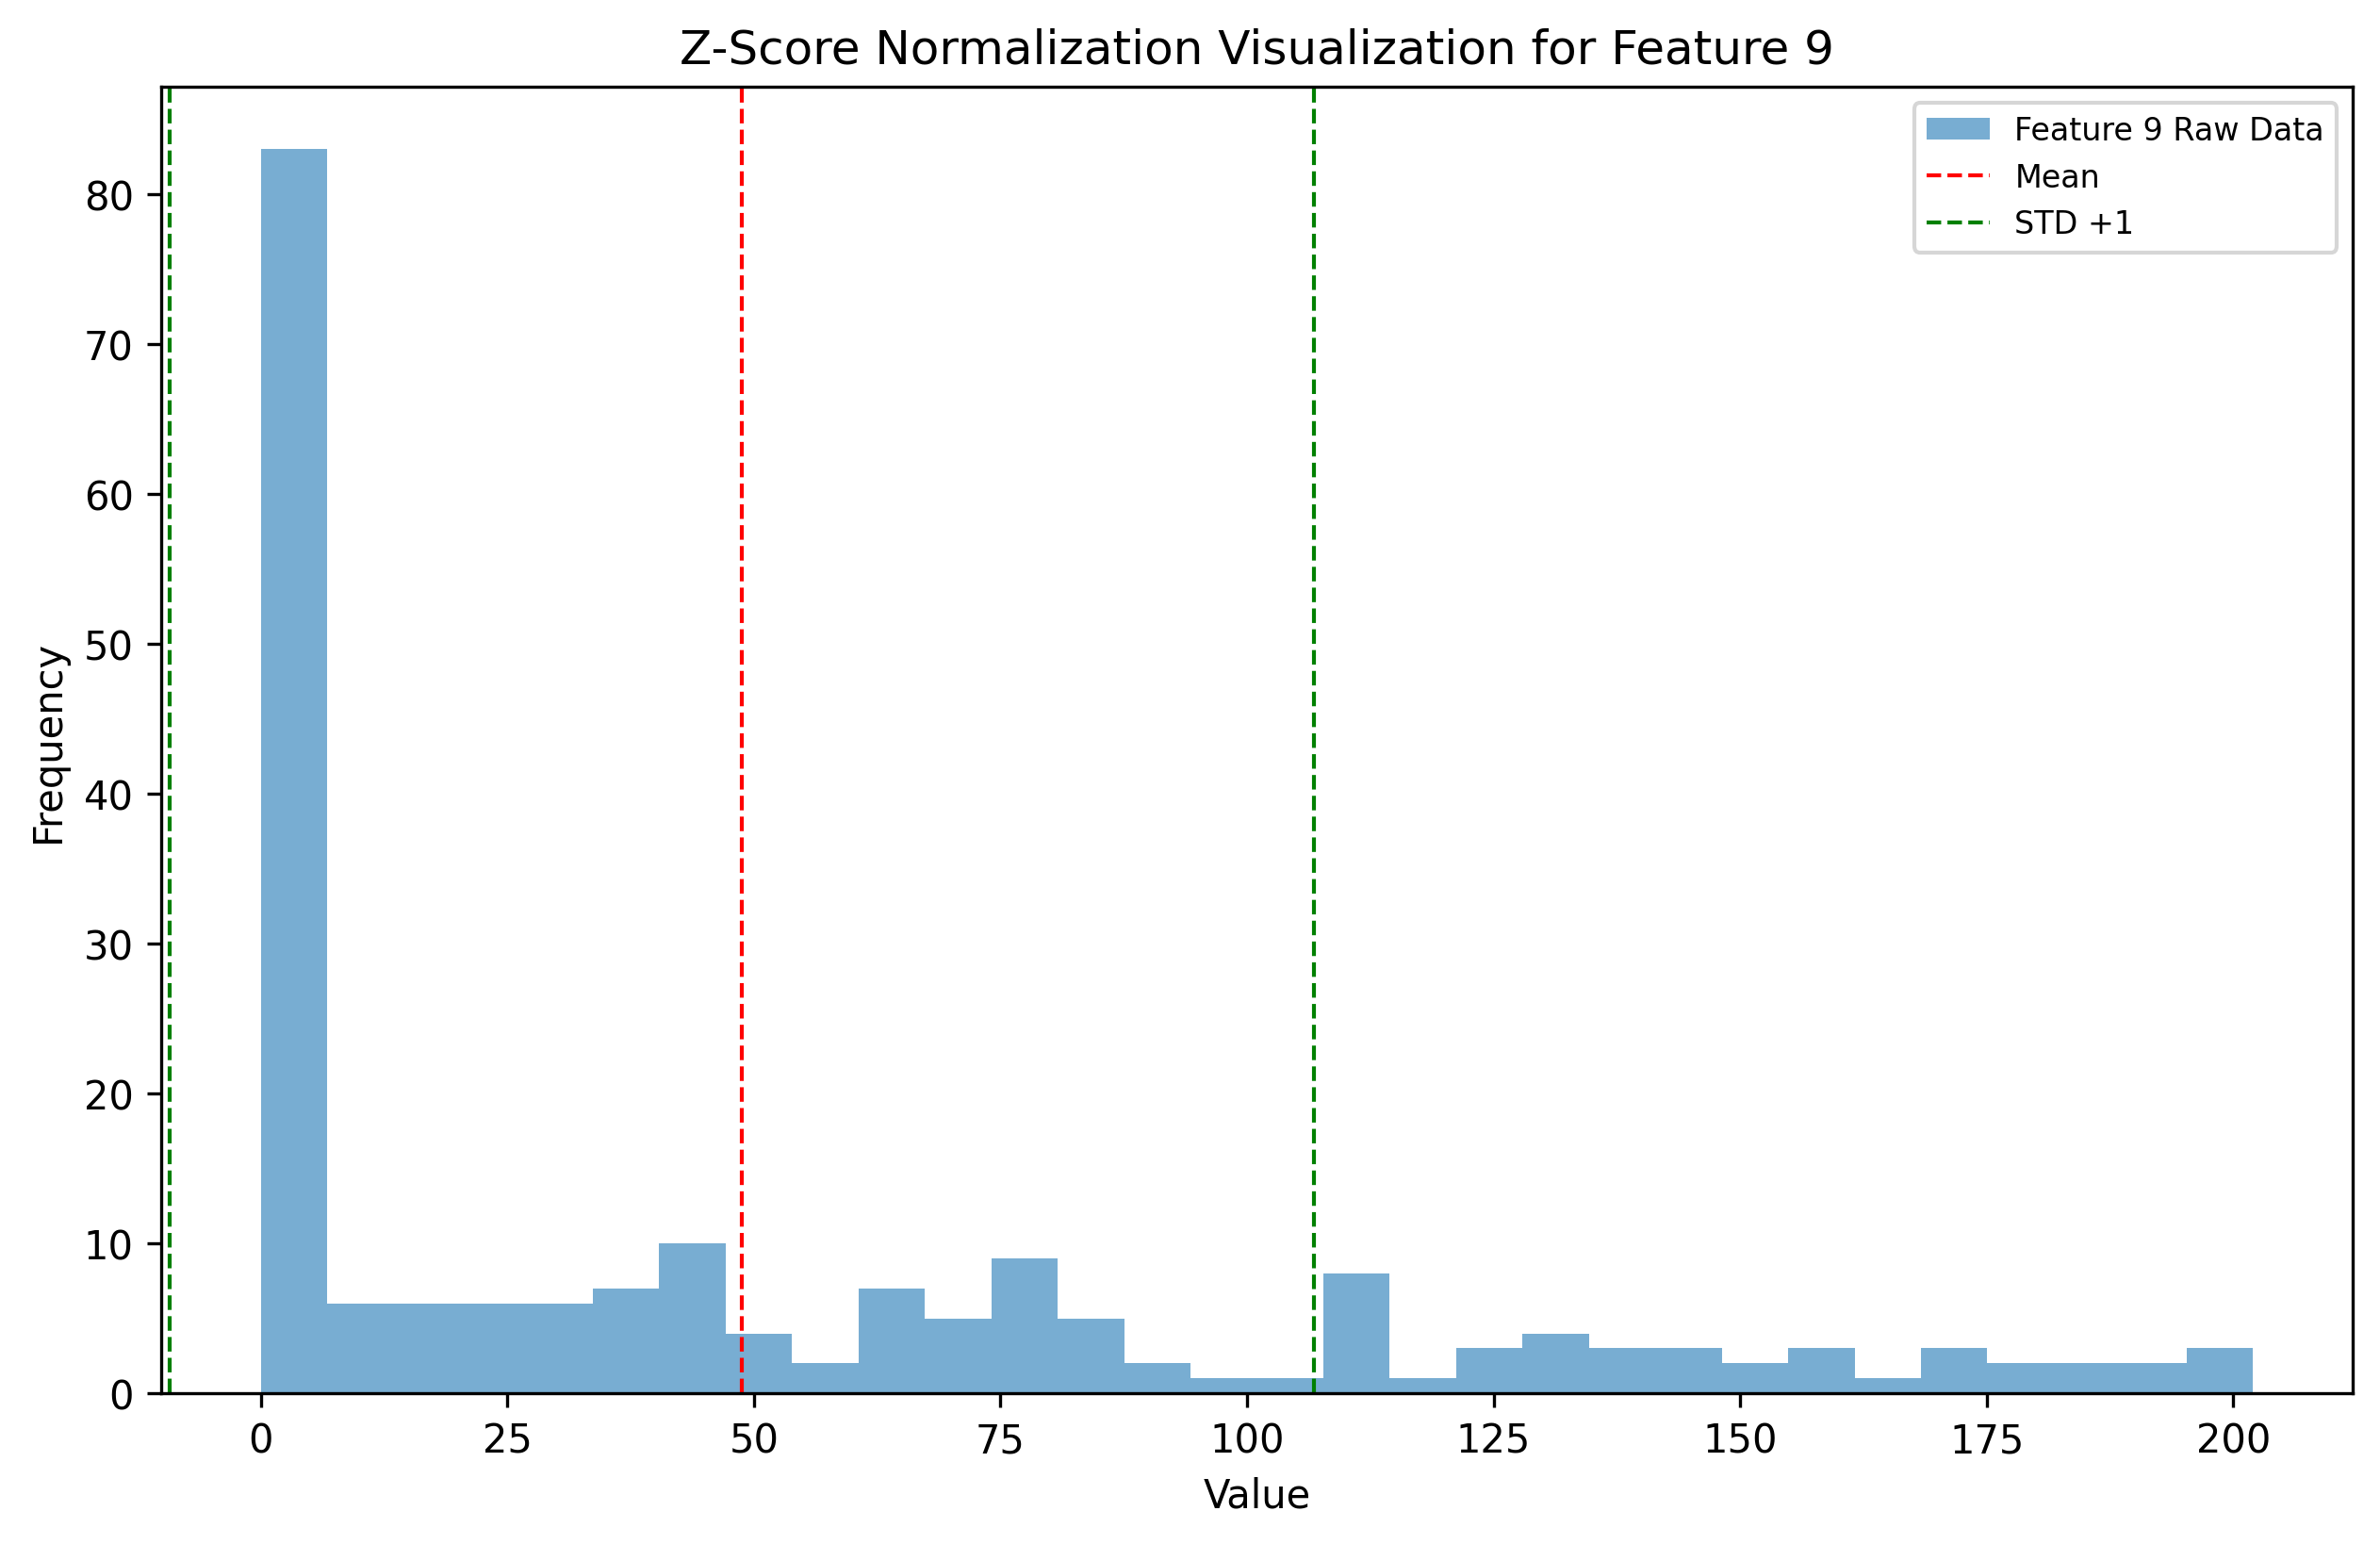 Z-Score Normalization Visualization for Feature 9
Feature 9 Raw Data
Mean
STD +1
Frequency
80
70
60
50
40
30
20
10
0
0 25 50 75 100 125 150 175 200
Value